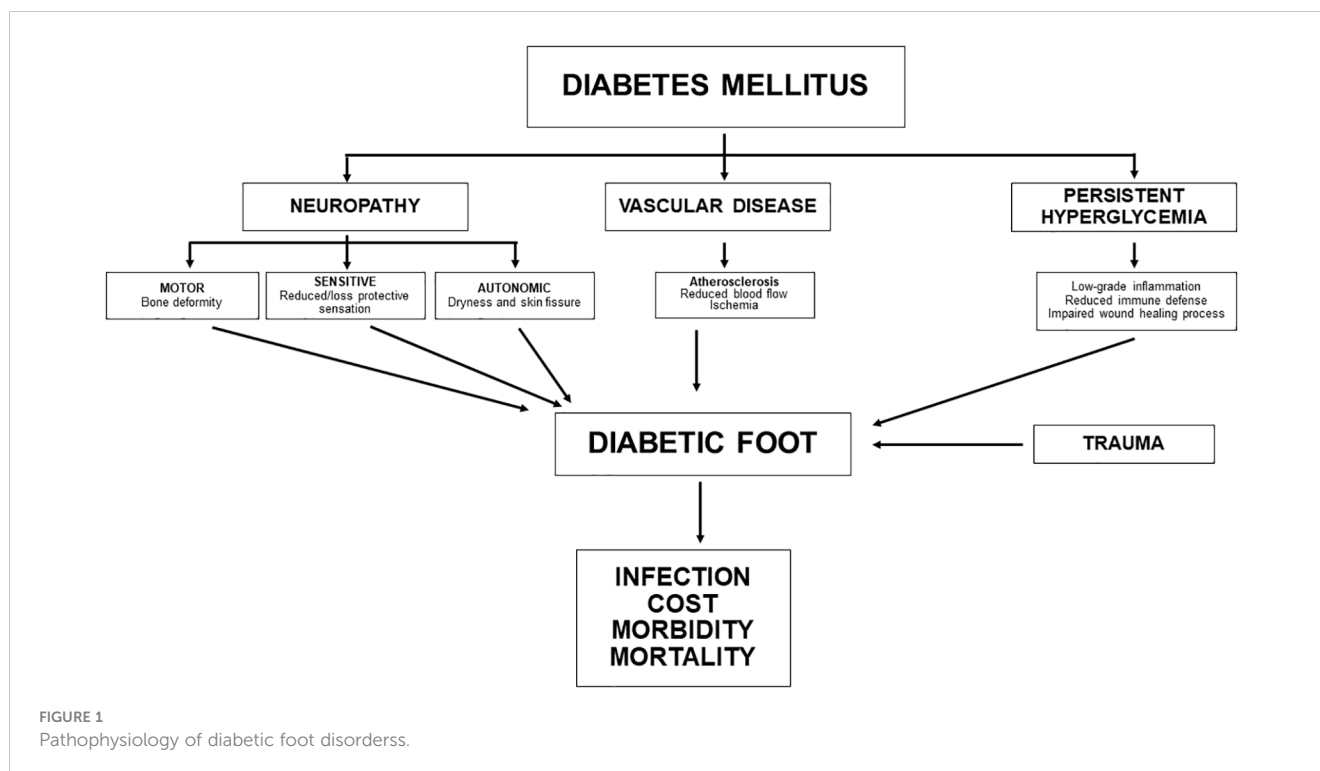 DIABETES MELLITUS
NEUROPATHY
VASCULAR DISEASE
PERSISTENT
HYPERGLYCEMIA
MOTOR
Bone deformity
SENSITIVE
Reduced/loss protective
sensation
AUTONOMIC
Dryness and skin fissure
Atherosclerosis
Reduced blood flow
Ischemia
Low-grade inflammation
Reduced immune defense
Impaired wound healing process
DIABETIC FOOT
TRAUMA
INFECTION
COST
MORBIDITY
MORTALITY
FIGURE 1
Pathophysiology of diabetic foot disorderss.